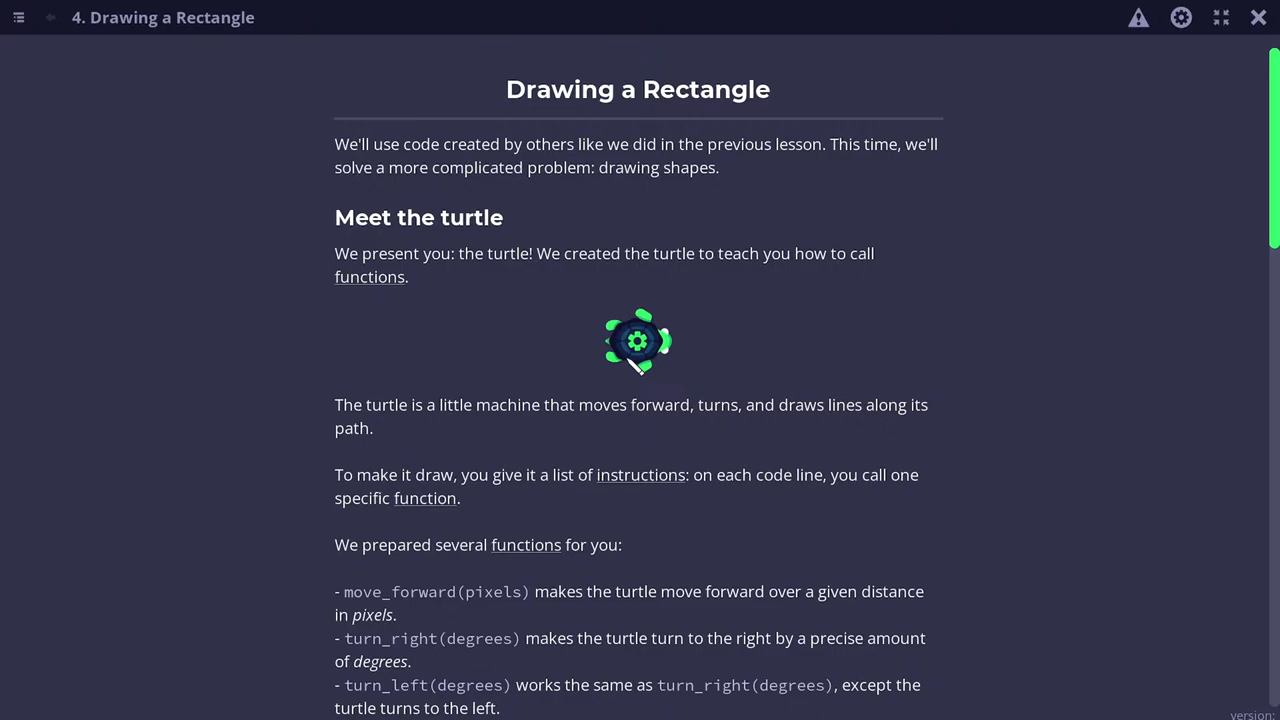 4. Drawing a Rectangle
Drawing a Rectangle
We'll use code created by others like we did in the previous lesson. This time, we'll
solve a more complicated problem: drawing shapes.
Meet the turtle
We present you: the turtle! We created the turtle to teach you how to call
functions.
The turtle is a little machine that moves forward, turns, and draws lines along its
path.
To make it draw, you give it a list of instructions: on each code line, you call one
specific function.
We prepared several functions for you:
- move_forward(pixels) makes the turtle move forward over a given distance
in pixels.
- turn_right(degrees) makes the turtle turn to the right by a precise amount
of degrees.
- turn_left(degrees) works the same as turn_right(degrees), except the
turtle turns to the left.
version: